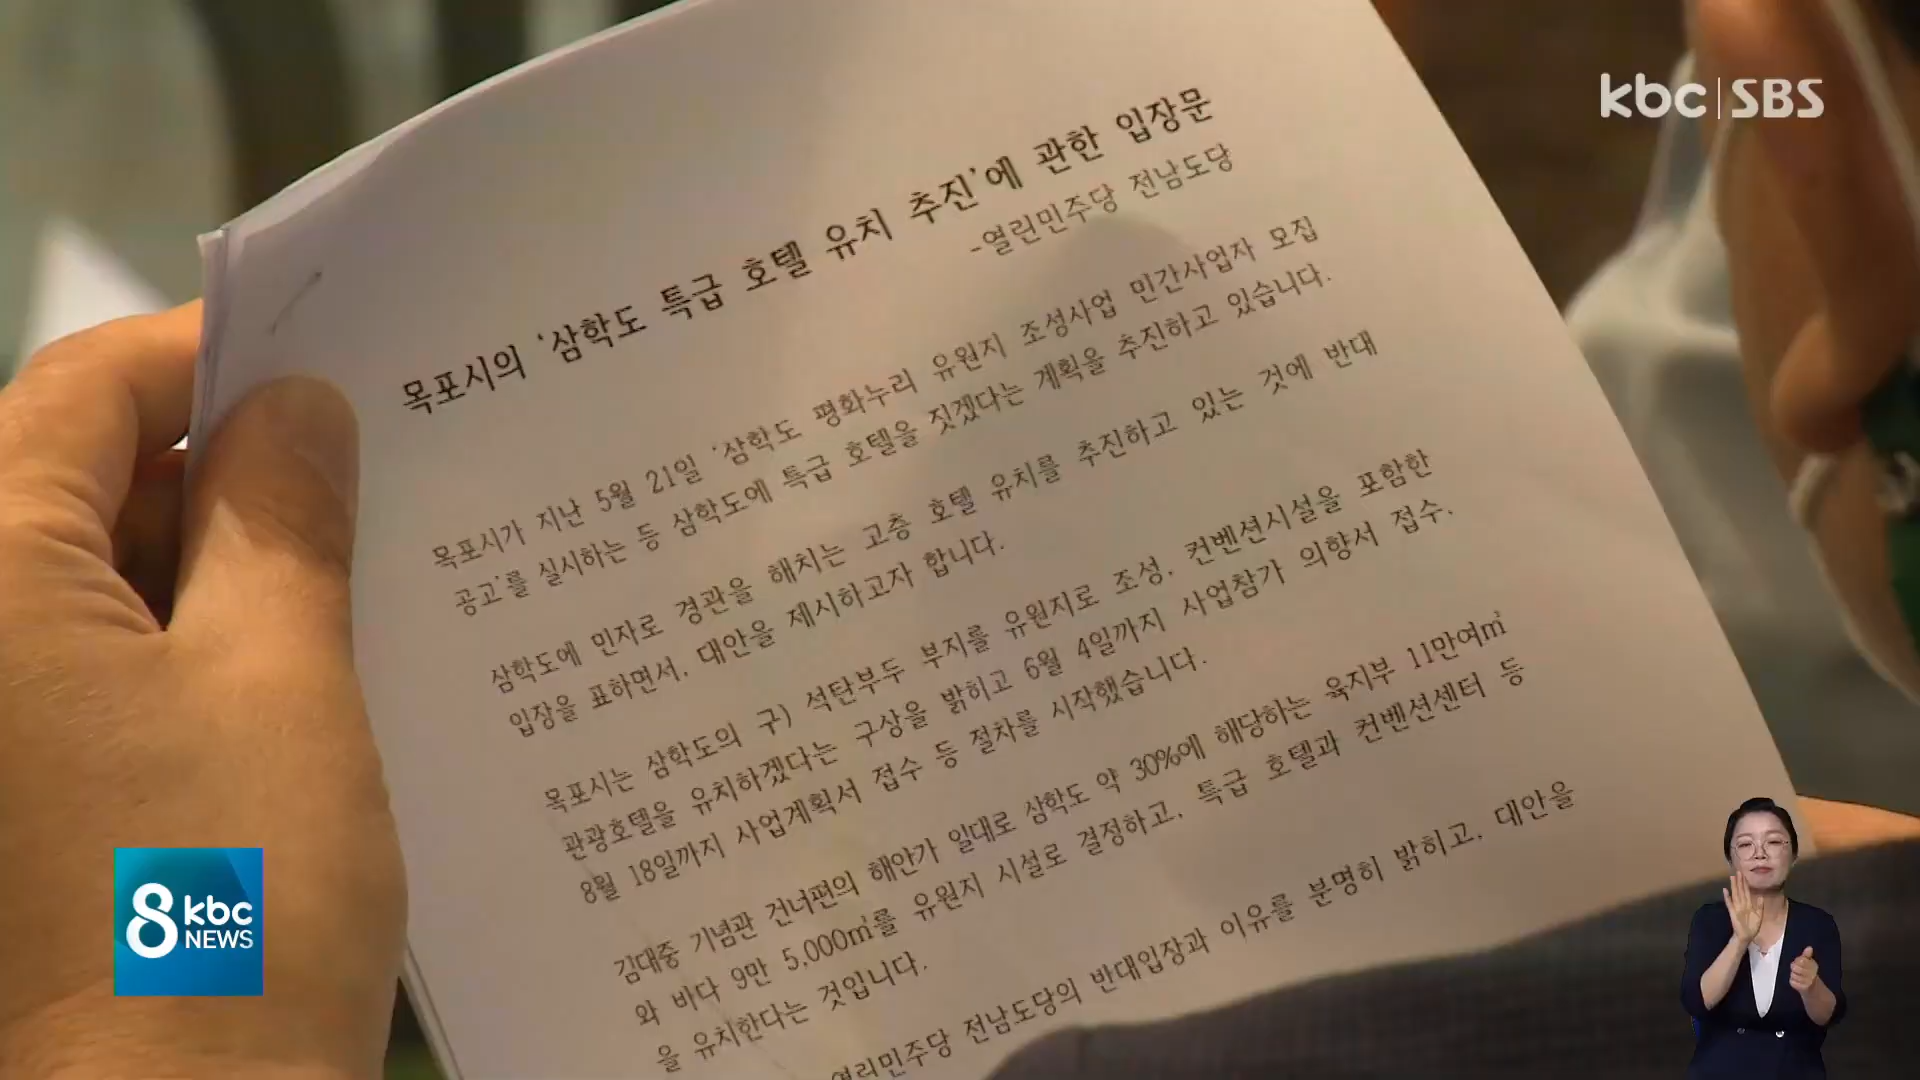 kbc | SBS
목포시의 '삼학도 특급 호텔 유치 추진'에 관한 입장문
-열린민주당 전남도당
목포시가 지난 5월 21일 '삼학도 평화누리 유원지 조성사업 민간사업자 모집
공고'를 실시하는 등 삼학도에 특급 호텔을 짓겠다는 계획을 추진하고 있습니다.
삼학도에 민자로 경관을 해치는 고층 호텔 유치를 추진하고 있는 것에 반대
입장을 표하면서, 대안을 제시하고자 합니다.
목포시는 삼학도의 구) 석탄부두 부지를 유원지로 조성, 컨벤션시설을 포함한
관광호텔을 유치하겠다는 구상을 밝히고 6월 4일까지 사업참가 의향서 접수,
8월 18일까지 사업계획서 접수 등 절차를 시작했습니다.
김대중 기념관 건너편의 해안가 일대로 삼학도 약 30%에 해당하는 육지부 11만여㎡
와 바다 9만 5,000㎡를 유원지 시설로 결정하고, 특급 호텔과 컨벤션센터 등
을 유치한다는 것입니다.
열린민주당 전남도당의 반대입장과 이유를 분명히 밝히고, 대안을
8 kbc
NEWS